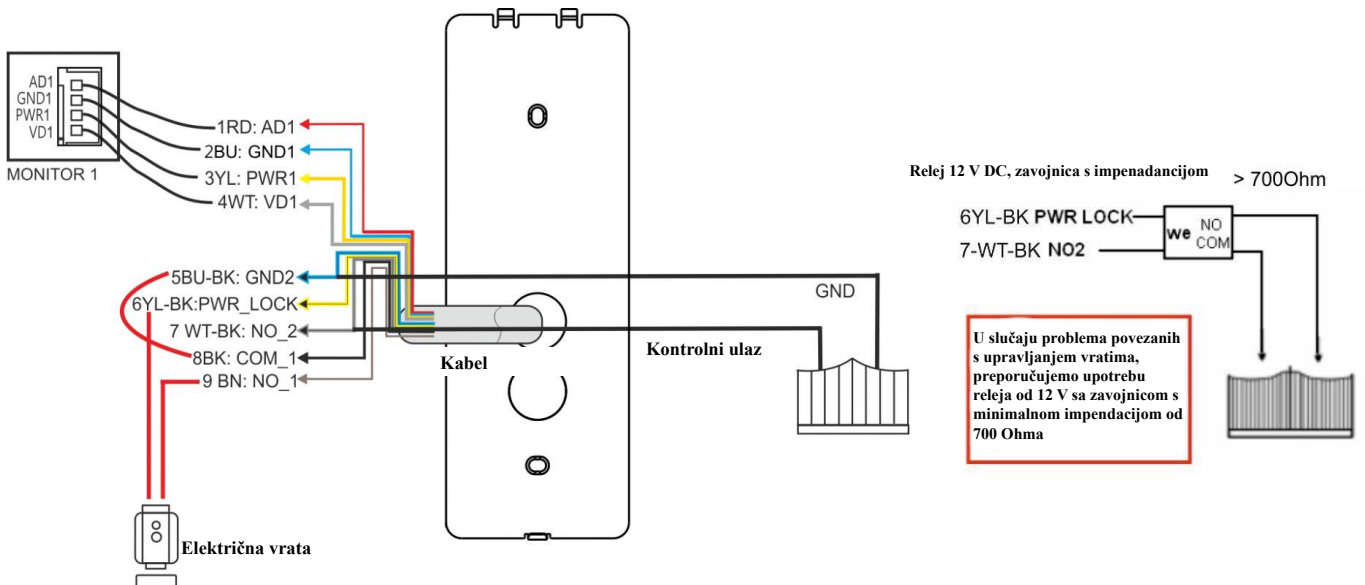 AD1
GND1
PWR1
VD1
MONITOR 1
1RD: AD1
2BU: GND1
3YL: PWR1
4WT: VD1
5BU-BK: GND2
6YL-BK:PWR_LOCK
7 WT-BK: NO_2
8BK: COM_1
9 BN: NO_1
Električna vrata
Kabel
Kontrolni ulaz
GND
Relej 12 V DC, zavojnica s impenadancijom > 700Ohm
6YL-BK PWR LOCK
7-WT-BK NO2
we
NO
COM
U slučaju problema povezanih
s upravljanjem vratima,
preporučujemo upotrebu
releja od 12 V sa zavojnicom s
minimalnom impendacijom od
700 Ohma